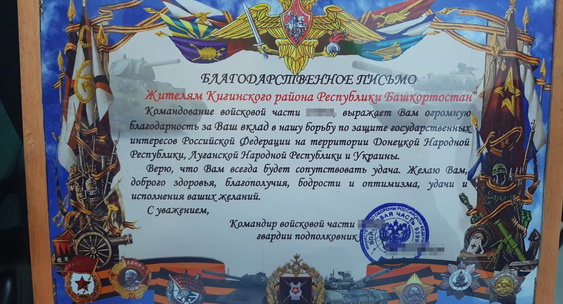 БЛАГОДАРСТВЕННОЕ ПИСЬМО
Жителям Кигинского района Республики Башкортостан
Командование войсковой части выражает Вам огромную
благодарность за Ваш вклад в нашу борьбу по защите государственных
интересов Российской Федерации на территории Донецкой Народной
Республики, Луганской Народной Республики и Украины.
Верю, что Вам всегда будет сопутствовать удача. Желаю Вам,
доброго здоровья, благополучия, бодрости и оптимизма, удачи и
исполнения ваших желаний.
С уважением,
Командир войсковой части
гвардии подполковник
ВОЙСКОВАЯ ЧАСТЬ
ГВАРДИЯ